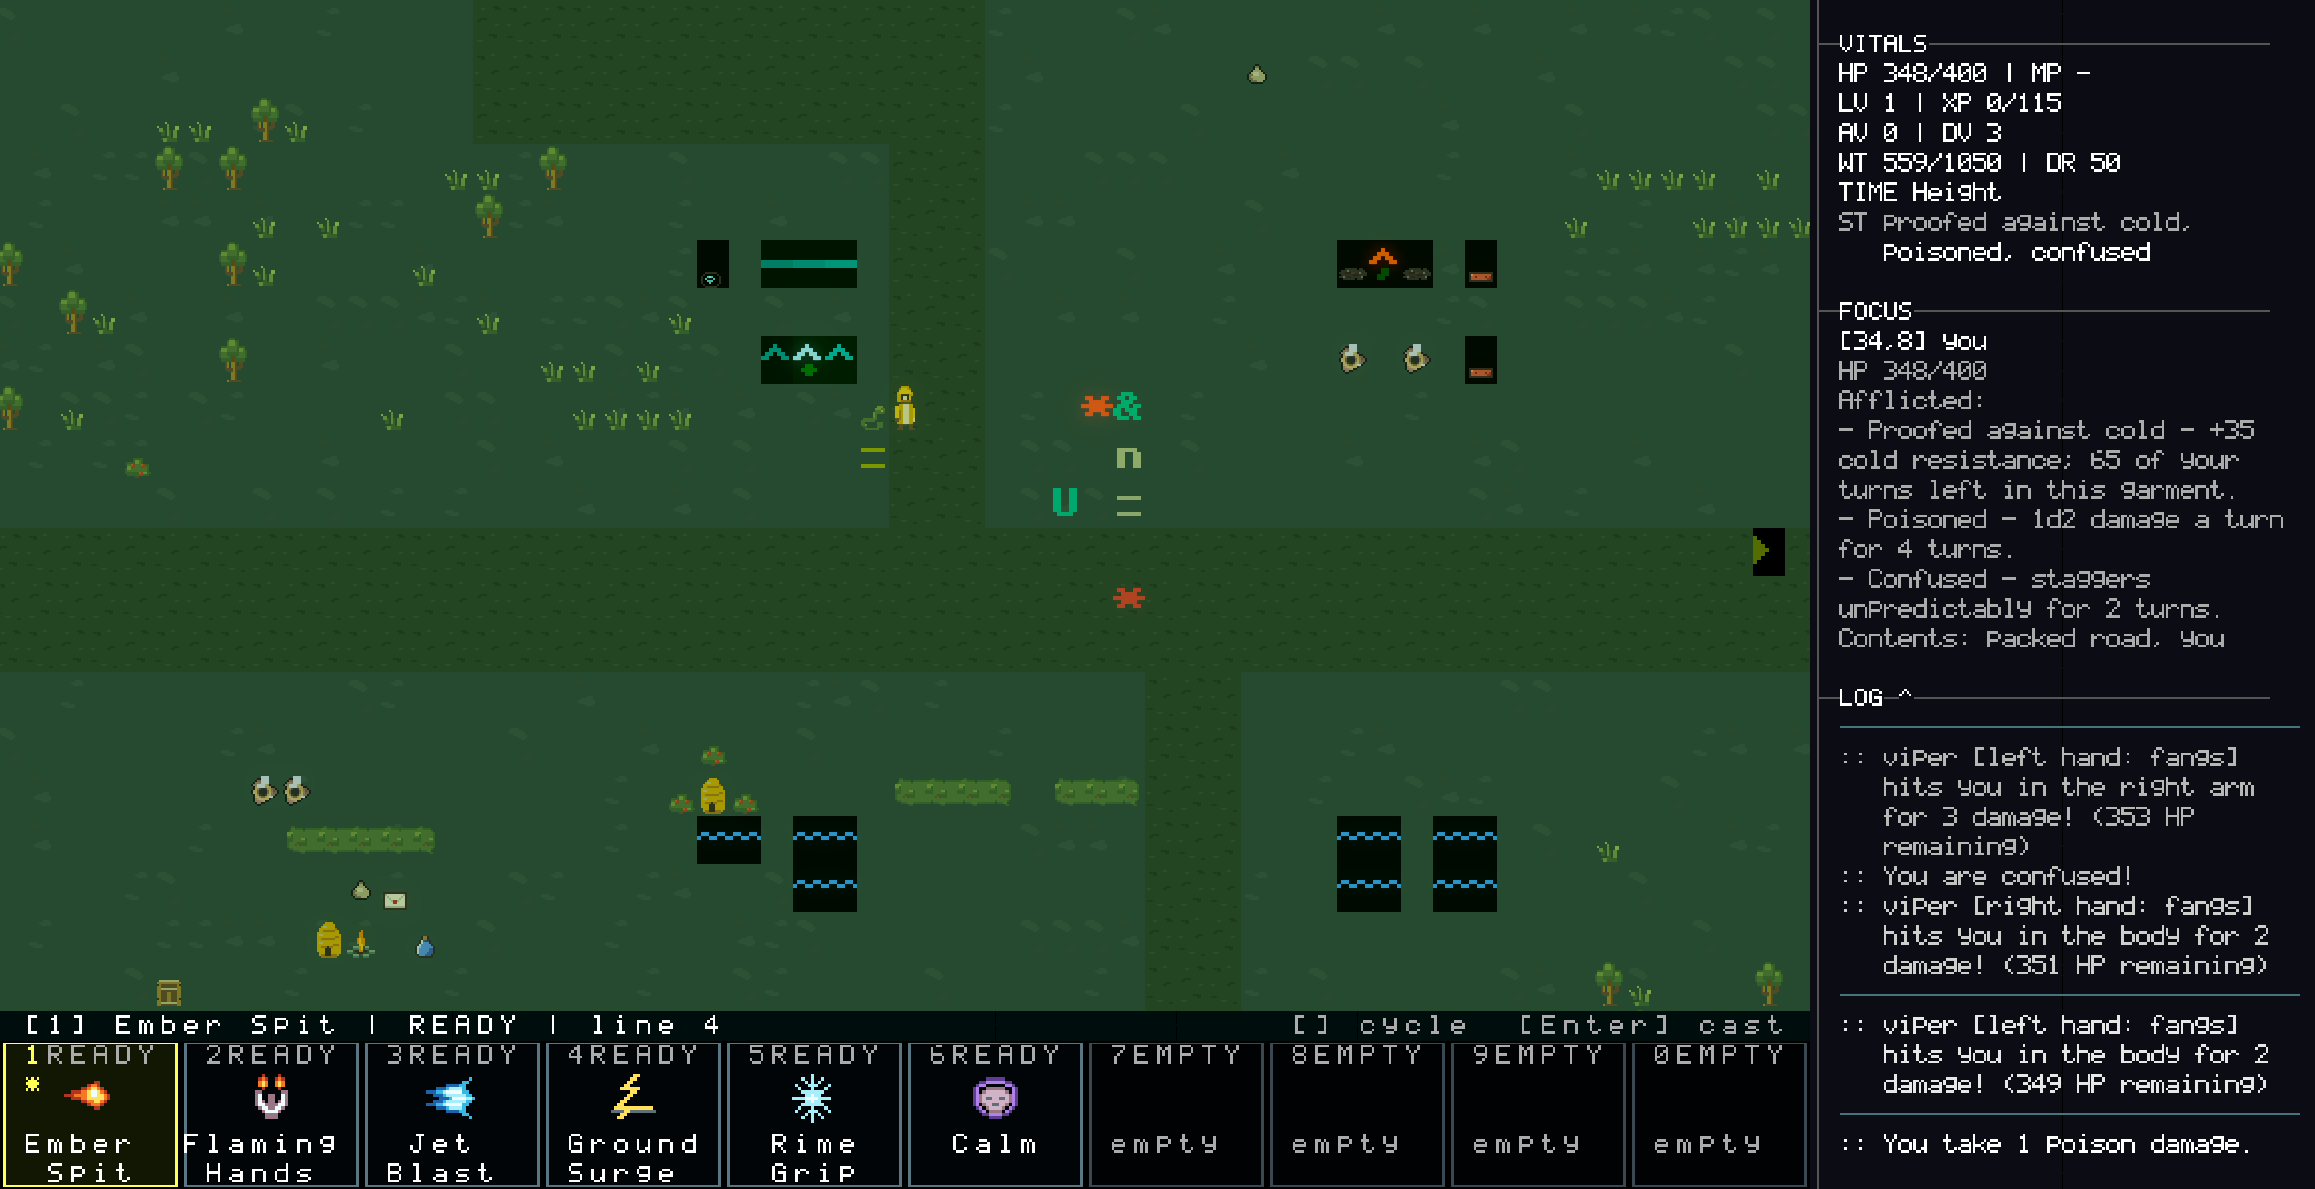 VITALS
HP 348/400 | MP -
LV 1 | XP 0/115
AV 0 | DV 3
WT 559/1050 | DR 50
TIME Height
ST Proofed against cold,
Poisoned, confused
FOCUS
[34,8] you
HP 348/400
Afflicted:
- Proofed against cold - +35
cold resistance; 65 of your
turns left in this garment.
- Poisoned - 1d2 damage a turn
for 4 turns.
- Confused - staggers
unpredictably for 2 turns.
Contents: Packed road, you
LOG ^
:: viper [left hand: fangs]
hits you in the right arm
for 3 damage! (353 HP
remaining)
:: You are confused!
:: viper [right hand: fangs]
hits you in the body for 2
damage! (351 HP remaining)
:: viper [left hand: fangs]
hits you in the body for 2
damage! (349 HP remaining)
:: You take 1 poison damage.
&
n
=
U
=
[1] Ember Spit | READY | line 4
[] cycle [Enter] cast
1READY
Ember
Spit
2READY
Flaming
Hands
3READY
Jet
Blast
4READY
Ground
Surge
5READY
Rime
Grip
6READY
Calm
7EMPTY
empty
8EMPTY
empty
9EMPTY
empty
0EMPTY
empty